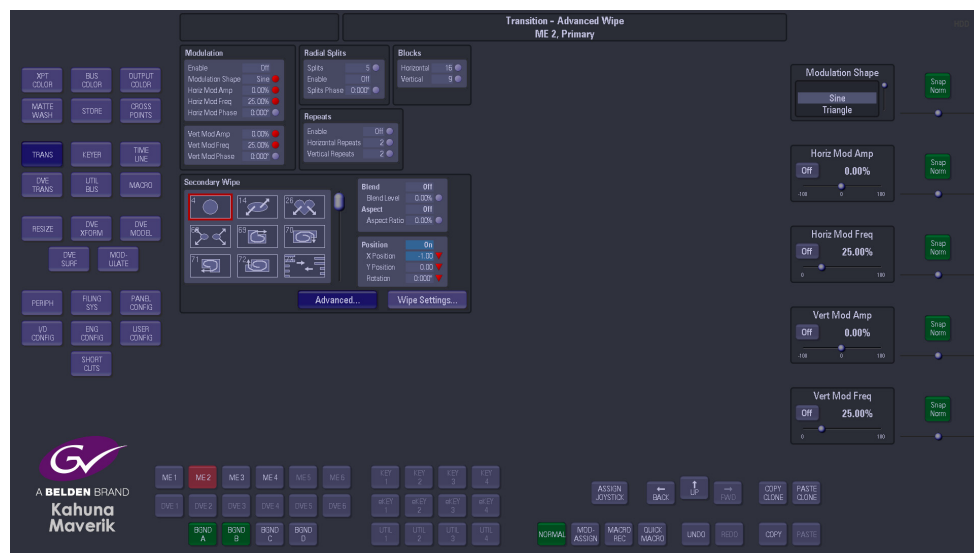 Transition - Advanced Wipe
ME 2, Primary
XPT COLOR
BUS COLOR
OUTPUT COLOR
MATTE WASH
STORE
CROSS POINTS
TRANS
KEYER
TIME LINE
DVE TRANS
UTIL BUS
MACRO
RESIZE
DVE XFORM
DVE MODEL
DVE SURF
MOD- ULATE
PERIPH
FILING SYS
PANEL CONFIG
I/O CONFIG
ENG CONFIG
USER CONFIG
SHORT CUTS
Modulation
Enable Off
Modulation Shape Sine
Horiz Mod Amp 0.00%
Horiz Mod Freq 25.00%
Horiz Mod Phase 0.000°
Vert Mod Amp 0.00%
Vert Mod Freq 25.00%
Vert Mod Phase 0.000°
Radial Splits
Splits 5
Enable Off
Splits Phase 0.000°
Blocks
Horizontal 16
Vertical 9
Repeats
Enable Off
Horizontal Repeats 2
Vertical Repeats 2
Secondary Wipe
4
14
26
69
71
72
Blend Off
Blend Level 0.00%
Aspect Off
Aspect Ratio 0.00%
Position On
X Position -1.00
Y Position 0.00
Rotation 0.000°
Advanced...
Wipe Settings...
Modulation Shape
Sine
Triangle
Snap Norm
Horiz Mod Amp
Off 0.00%
-100 0 100
Snap Norm
Horiz Mod Freq
Off 25.00%
0 100
Snap Norm
Vert Mod Amp
Off 0.00%
-100 0 100
Snap Norm
Vert Mod Freq
Off 25.00%
0 100
Snap Norm
GV
A BELDEN BRAND
Kahuna
Maverik
ME 1
ME 2
ME 3
ME 4
ME 5
ME 6
DVE 1
DVE 2
DVE 3
DVE 4
DVE 5
DVE 6
BGND A
BGND B
BGND C
BGND D
KEY 1
KEY 2
KEY 3
KEY 4
UTIL 1
UTIL 2
UTIL 3
UTIL 4
ASSIGN JOYSTICK
BACK
UP
FWD
COPY CLONE
PASTE CLONE
NORMAL
MOD- ASSIGN
MACRO REC
QUICK MACRO
UNDO
REDO
COPY
PASTE